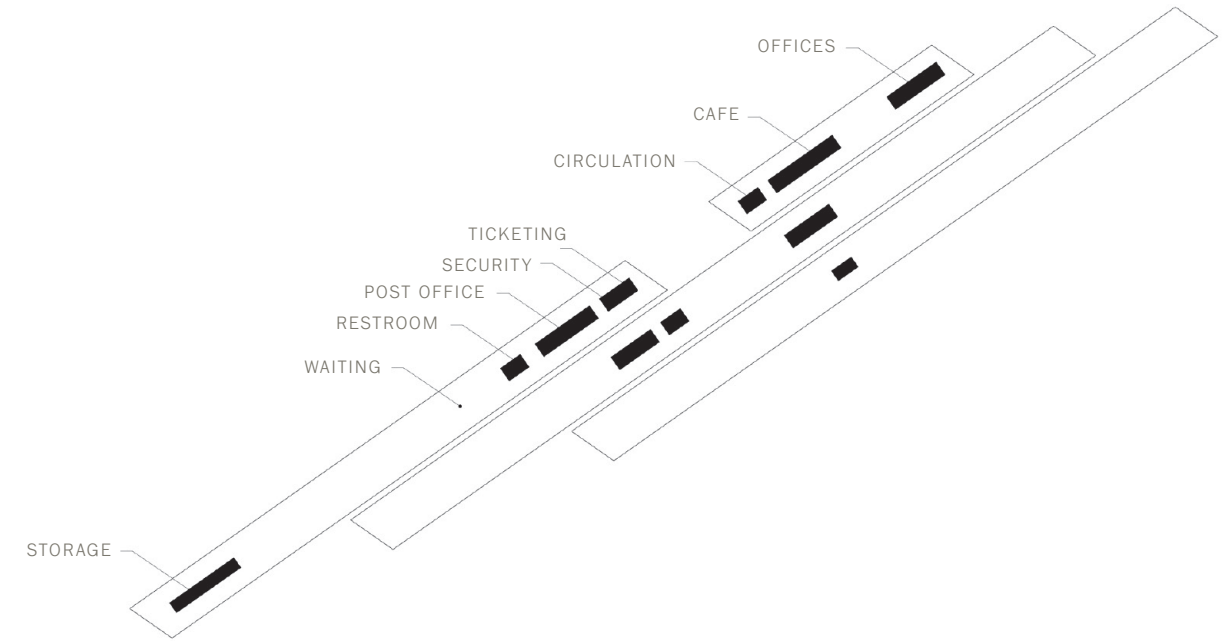 OFFICES
CAFE
CIRCULATION
TICKETING
SECURITY
POST OFFICE
RESTROOM
WAITING
STORAGE